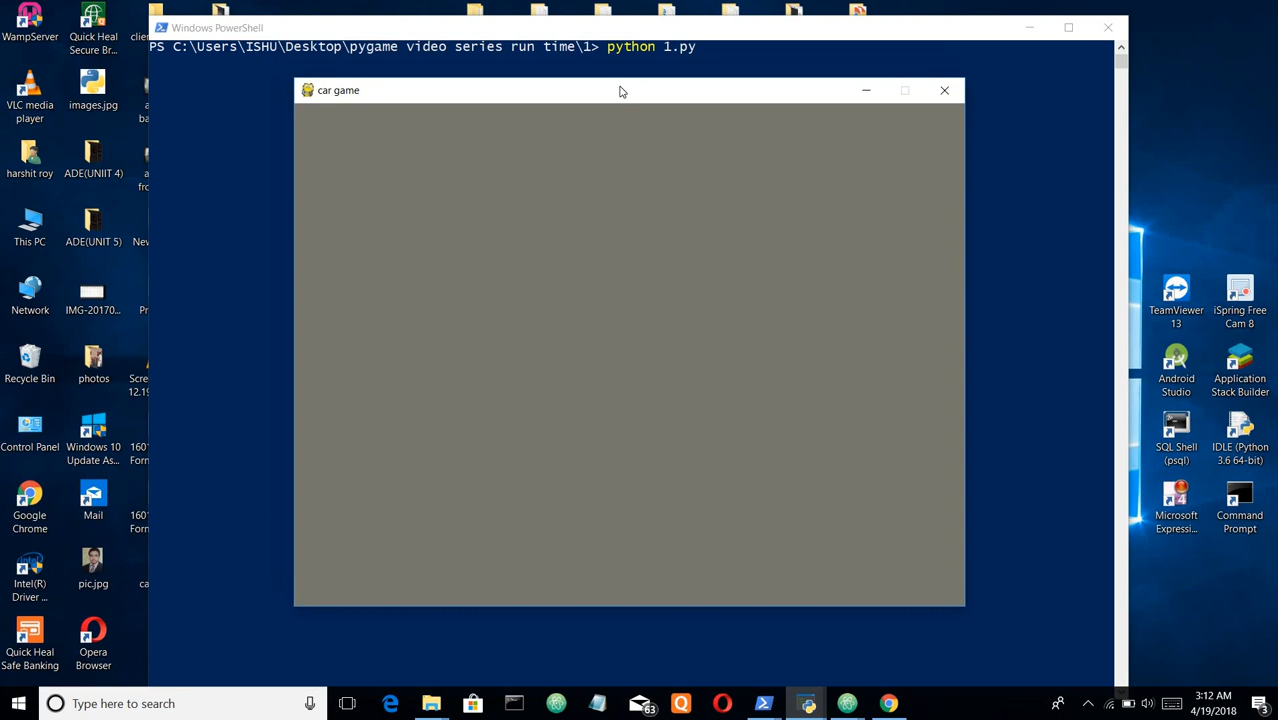 Windows PowerShell
PS C:\Users\ISHU\Desktop\pygame video series run time\1> python 1.py
car game
WampServer
Quick Heal
Secure Br...
VLC media
player
images.jpg
harshit roy
ADE(UNIIT 4)
This PC
ADE(UNIT 5)
Network
IMG-20170...
Recycle Bin
photos
12.19
Control Panel
Windows 10
Update As...
Google
Chrome
Mail
Intel(R)
Driver ...
pic.jpg
Quick Heal
Safe Banking
Opera
Browser
TeamViewer
13
iSpring Free
Cam 8
Android
Studio
Application
Stack Builder
SQL Shell
(psql)
IDLE (Python
3.6 64-bit)
Microsoft
Expressi...
Command
Prompt
Type here to search
63
3:12 AM
4/19/2018
2